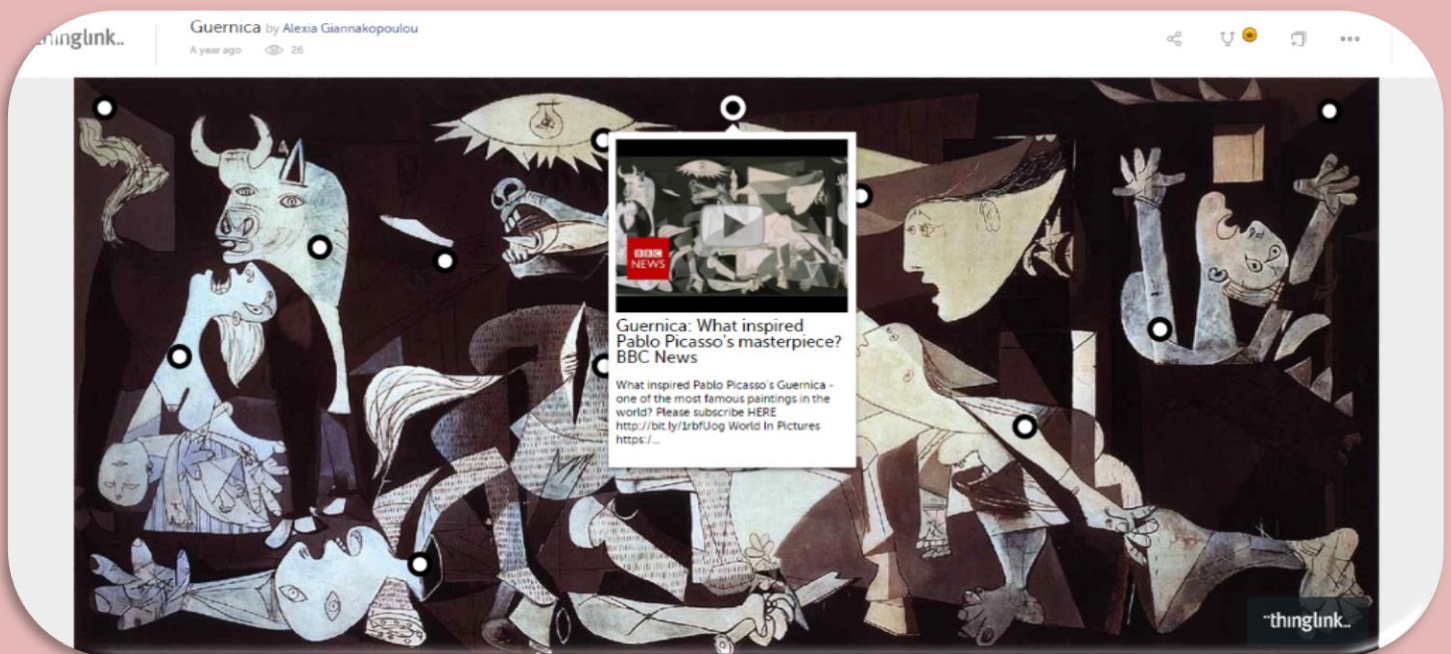 thinglink..
Guernica by Alexia Giannakopoulou
A year ago 26
BBC
NEWS
Guernica: What inspired
Pablo Picasso's masterpiece?
BBC News
What inspired Pablo Picasso's Guernica -
one of the most famous paintings in the
world? Please subscribe HERE
http://bit.ly/1rbfUog World In Pictures
https:/...
¨thinglink..